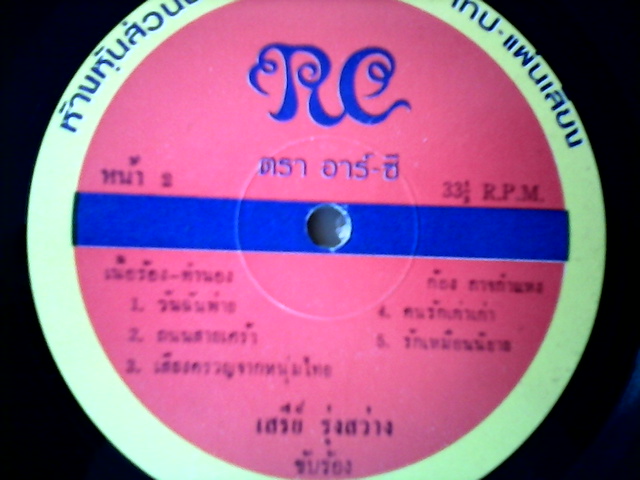 ห้างหุ้นส่วน
ไทย-แผ่นเสียง
RC
ตรา อาร์-ซี
หน้า 2
33⅓ R.P.M.
เนื้อร้อง-ทำนอง
ก้อง กาจกำแหง
1. วันฉันพ่าย
2. ถนนสายเศร้า
3. เสียงครวญจากหนุ่มไทย
4. คนรักเก่าเก่า
5. รักเหมือนนิยาย
เสรีย์ รุ่งสว่าง
ขับร้อง